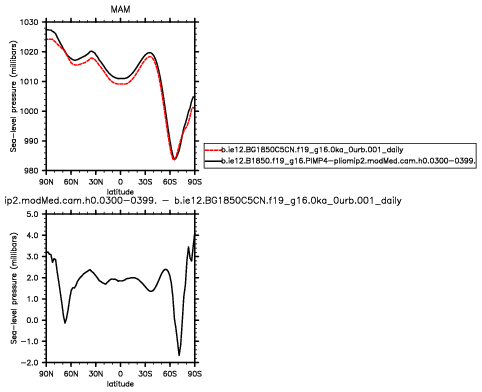 MAM
1030
1020
1010
1000
990
980
Sea-level pressure (millibars)
90N 60N 30N 0 30S 60S 90S
latitude
b.ie12.BG1850C5CN.f19_g16.0ka_0urb.001_daily
b.ie12.B1850.f19_g16.PlMIP4-pliomip2.modMed.cam.h0.0300-0399.
ip2.modMed.cam.h0.0300-0399. - b.ie12.BG1850C5CN.f19_g16.0ka_0urb.001_daily
5.0
4.0
3.0
2.0
1.0
0.0
-1.0
-2.0
Sea-level pressure (millibars)
90N 60N 30N 0 30S 60S 90S
latitude